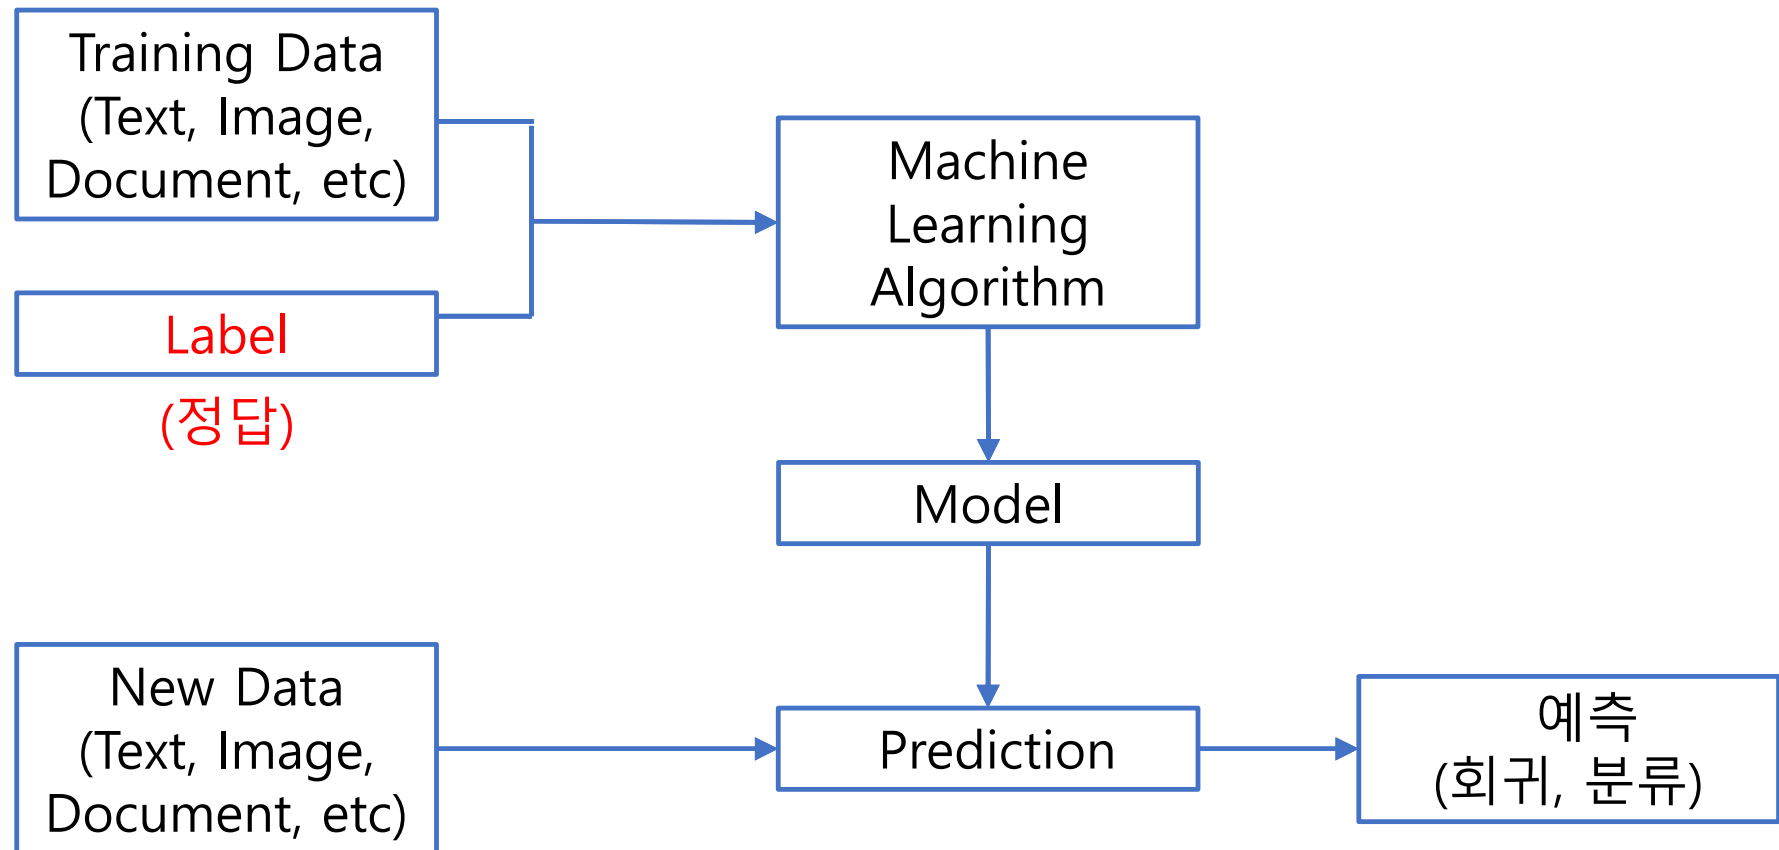 Training Data
(Text, Image,
Document, etc)
Label
(정답)
Machine
Learning
Algorithm
Model
New Data
(Text, Image,
Document, etc)
Prediction
예측
(회귀, 분류)